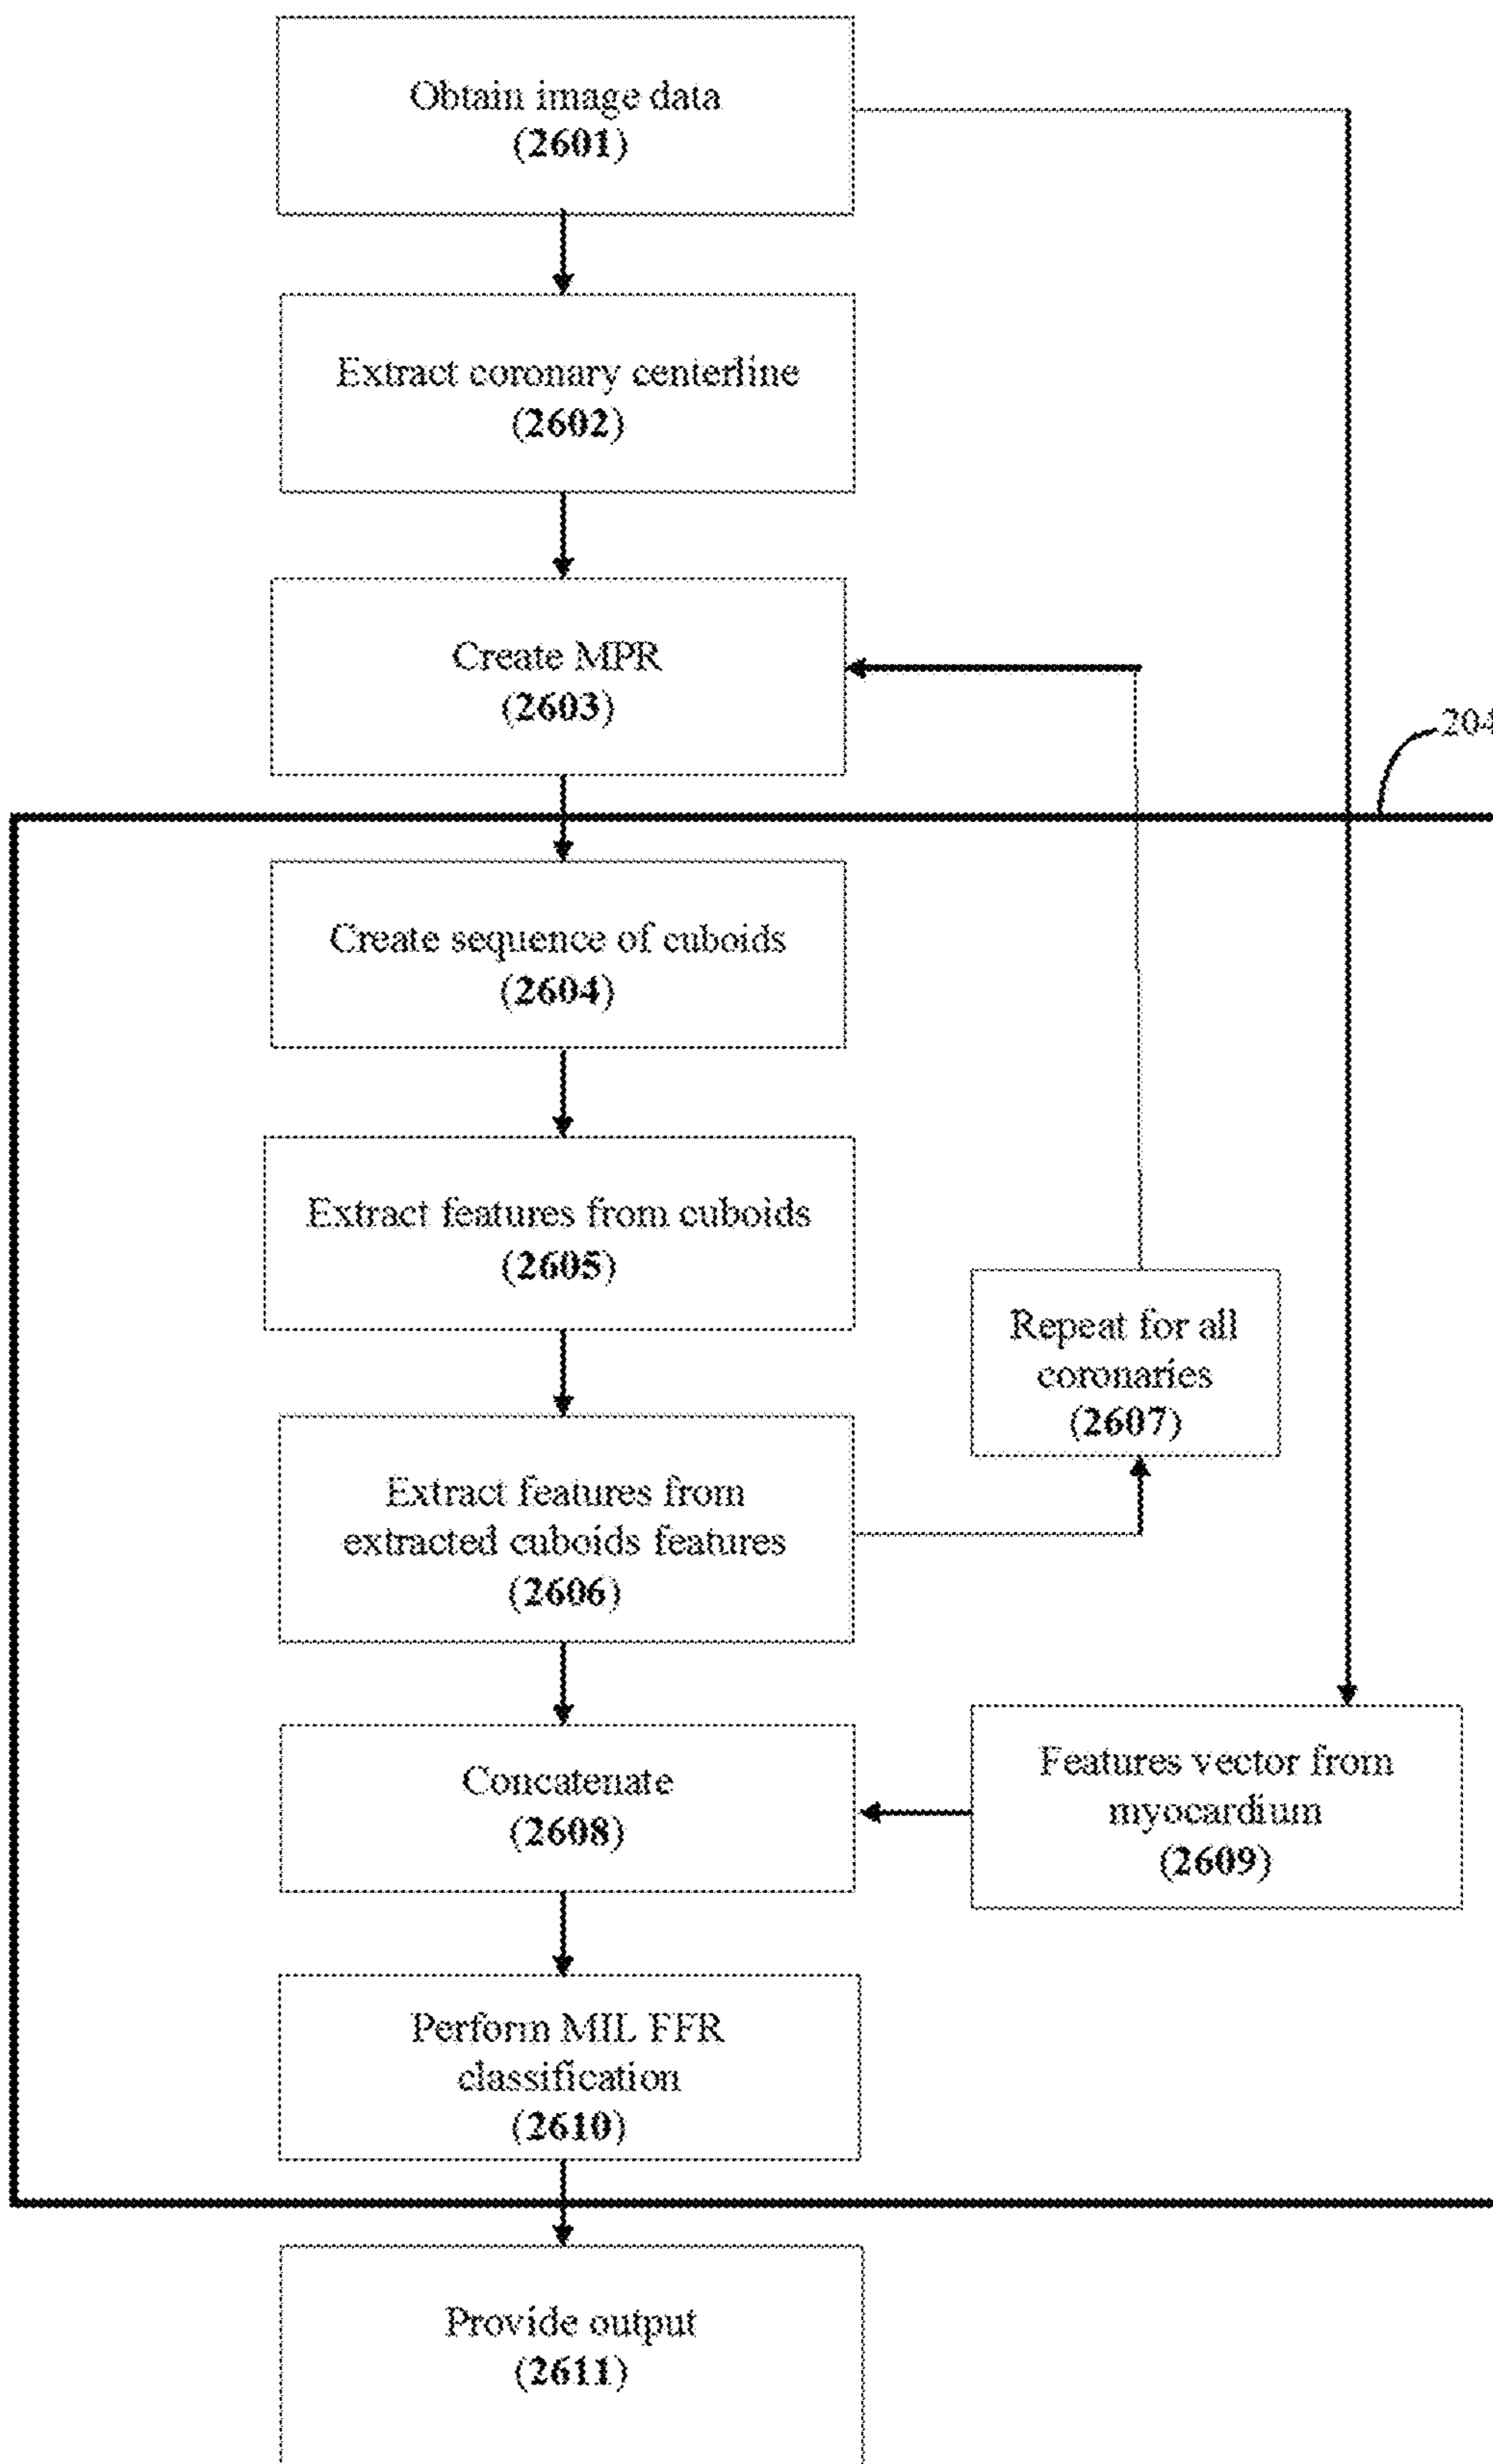 Obtain image data
(2601)
Extract coronary centerline
(2602)
Create MPR
(2603)
204
Create sequence of cuboids
(2604)
Extract features from cuboids
(2605)
Repeat for all
coronaries
(2607)
Extract features from
extracted cuboids features
(2606)
Concatenate
(2608)
Features vector from
myocardium
(2609)
Perform MIL FFR
classification
(2610)
Provide output
(2611)